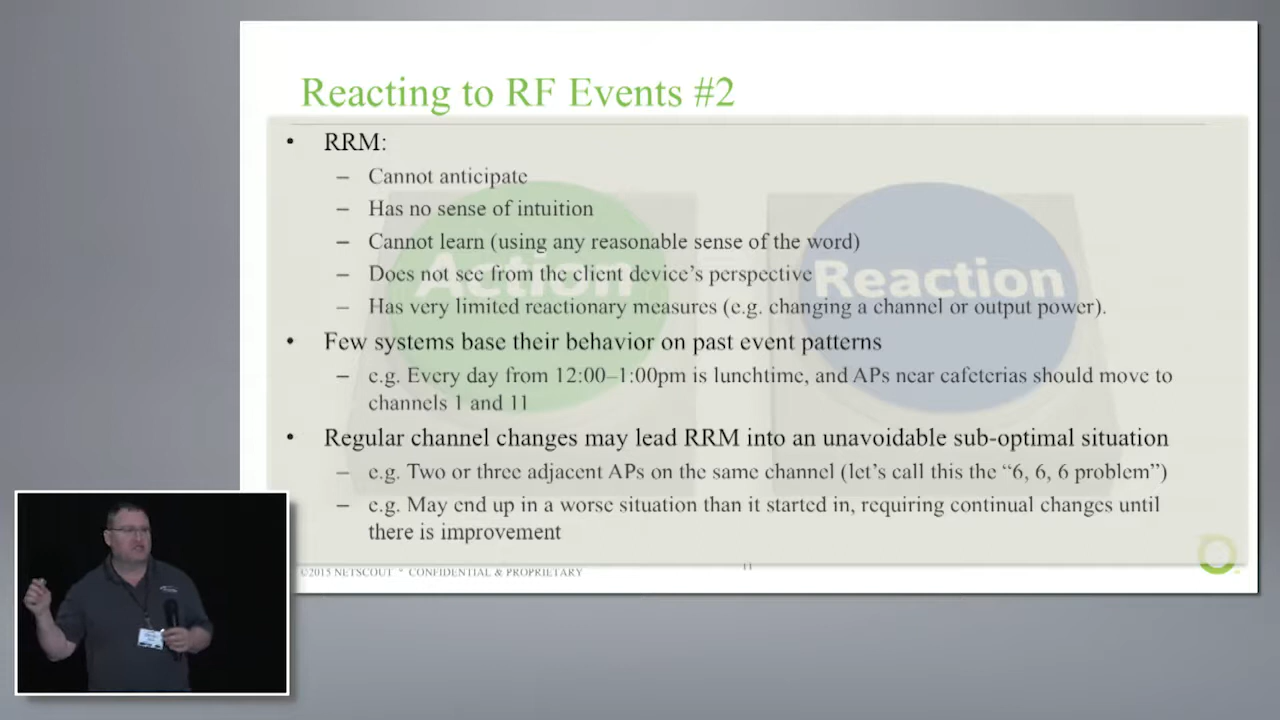 Reacting to RF Events #2
• RRM:
– Cannot anticipate
– Has no sense of intuition
– Cannot learn (using any reasonable sense of the word)
– Does not see from the client device's perspective
– Has very limited reactionary measures (e.g. changing a channel or output power).
Action
Reaction
• Few systems base their behavior on past event patterns
– e.g. Every day from 12:00–1:00pm is lunchtime, and APs near cafeterias should move to
channels 1 and 11
• Regular channel changes may lead RRM into an unavoidable sub-optimal situation
– e.g. Two or three adjacent APs on the same channel (let's call this the “6, 6, 6 problem”)
– e.g. May end up in a worse situation than it started in, requiring continual changes until
there is improvement
©2015 NETSCOUT " CONFIDENTIAL & PROPRIETARY
11